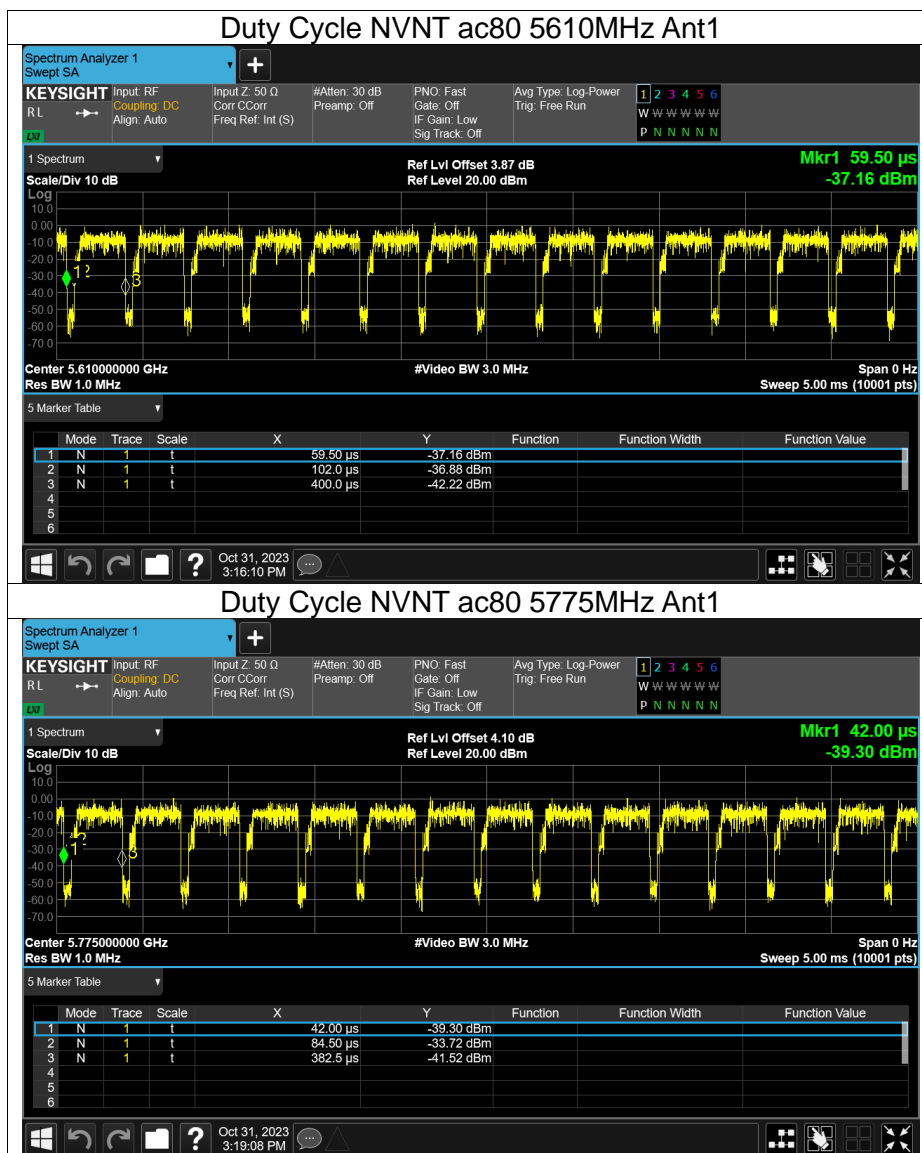 Duty Cycle NVNT ac80 5610MHz Ant1
Spectrum Analyzer 1
Swept SA
+
KEYSIGHT Input: RF Input Z: 50 Ω #Atten: 30 dB PNO: Fast Avg Type: Log-Power 1 2 3 4 5 6
RL Coupling: DC Corr CCorr Preamp: Off Gate: Off Trig: Free Run W W W W W W
Align: Auto Freq Ref: Int (S) IF Gain: Low P N N N N N
LXI Sig Track: Off
1 Spectrum Ref Lvl Offset 3.87 dB Mkr1 59.50 µs
Scale/Div 10 dB Ref Level 20.00 dBm -37.16 dBm
Log
10.0
0.00
-10.0
-20.0
-30.0 1 2
-40.0 3
-50.0
-60.0
-70.0
Center 5.610000000 GHz #Video BW 3.0 MHz Span 0 Hz
Res BW 1.0 MHz Sweep 5.00 ms (10001 pts)
5 Marker Table
Mode Trace Scale X Y Function Function Width Function Value
1 N 1 t 59.50 µs -37.16 dBm
2 N 1 t 102.0 µs -36.88 dBm
3 N 1 t 400.0 µs -42.22 dBm
4
5
6
? Oct 31, 2023
3:16:10 PM
Duty Cycle NVNT ac80 5775MHz Ant1
Spectrum Analyzer 1
Swept SA
+
KEYSIGHT Input: RF Input Z: 50 Ω #Atten: 30 dB PNO: Fast Avg Type: Log-Power 1 2 3 4 5 6
RL Coupling: DC Corr CCorr Preamp: Off Gate: Off Trig: Free Run W W W W W W
Align: Auto Freq Ref: Int (S) IF Gain: Low P N N N N N
LXI Sig Track: Off
1 Spectrum Ref Lvl Offset 4.10 dB Mkr1 42.00 µs
Scale/Div 10 dB Ref Level 20.00 dBm -39.30 dBm
Log
10.0
0.00
-10.0
-20.0
-30.0 1 2
-40.0 3
-50.0
-60.0
-70.0
Center 5.775000000 GHz #Video BW 3.0 MHz Span 0 Hz
Res BW 1.0 MHz Sweep 5.00 ms (10001 pts)
5 Marker Table
Mode Trace Scale X Y Function Function Width Function Value
1 N 1 t 42.00 µs -39.30 dBm
2 N 1 t 84.50 µs -33.72 dBm
3 N 1 t 382.5 µs -41.52 dBm
4
5
6
? Oct 31, 2023
3:19:08 PM